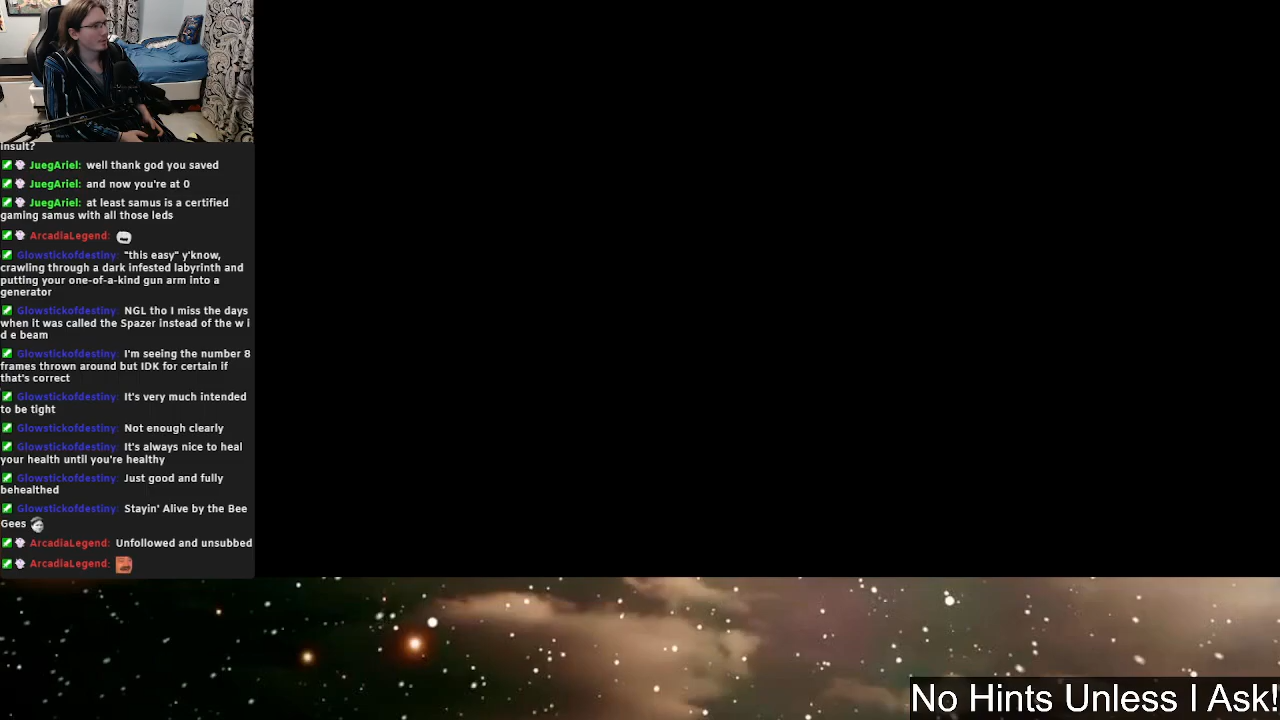 insult?
JuegAriel: well thank god you saved
JuegAriel: and now you're at 0
JuegAriel: at least samus is a certified
gaming samus with all those leds
ArcadiaLegend:
Glowstickofdestiny: "this easy" y'know,
crawling through a dark infested labyrinth and
putting your one-of-a-kind gun arm into a
generator
Glowstickofdestiny: NGL tho I miss the days
when it was called the Spazer instead of the w i
d e beam
Glowstickofdestiny: I'm seeing the number 8
frames thrown around but IDK for certain if
that's correct
Glowstickofdestiny: It's very much intended
to be tight
Glowstickofdestiny: Not enough clearly
Glowstickofdestiny: It's always nice to heal
your health until you're healthy
Glowstickofdestiny: Just good and fully
behealthed
Glowstickofdestiny: Stayin' Alive by the Bee
Gees
ArcadiaLegend: Unfollowed and unsubbed
ArcadiaLegend:
No Hints Unless I Ask!